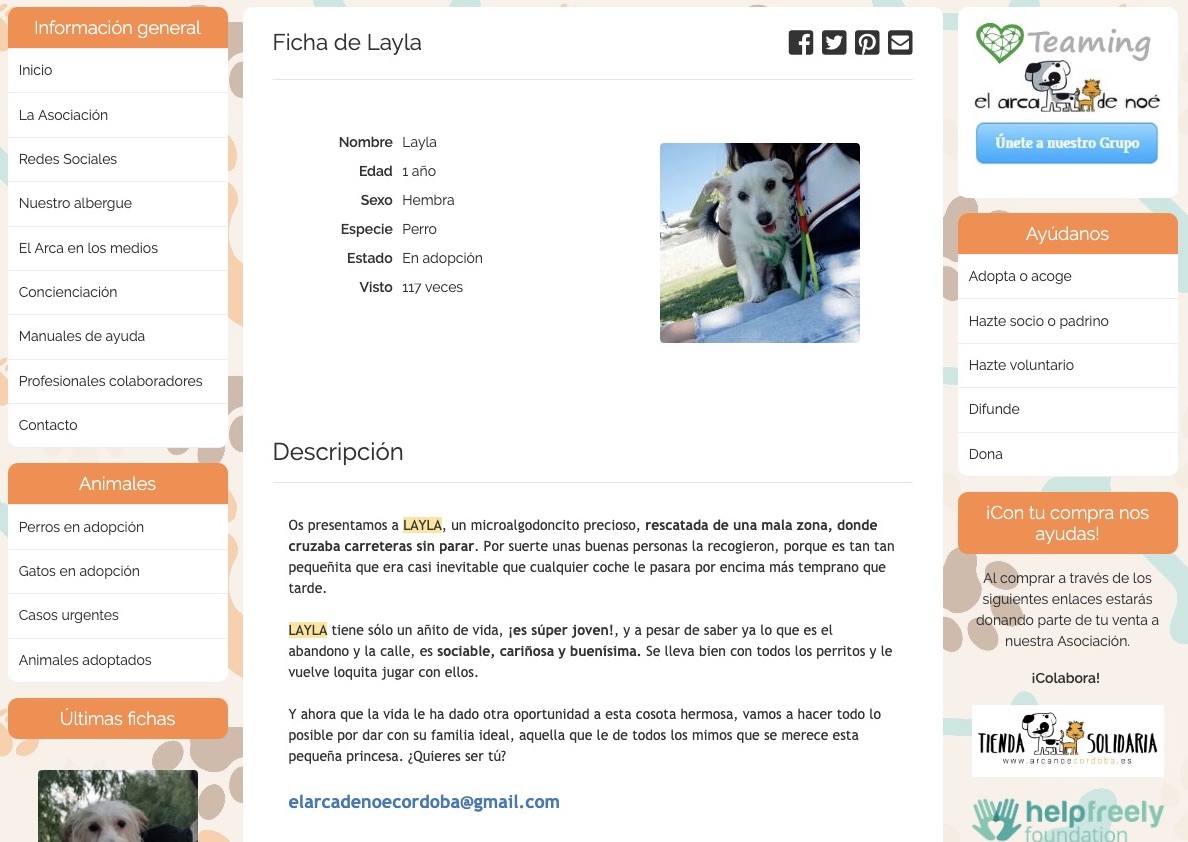 Información general
Inicio
La Asociación
Redes Sociales
Nuestro albergue
El Arca en los medios
Concienciación
Manuales de ayuda
Profesionales colaboradores
Contacto
Animales
Perros en adopción
Gatos en adopción
Casos urgentes
Animales adoptados
Últimas fichas
Ficha de Layla
Nombre Layla
Edad 1 año
Sexo Hembra
Especie Perro
Estado En adopción
Visto 117 veces
Descripción
Os presentamos a LAYLA, un microalgodoncito precioso, rescatada de una mala zona, donde
cruzaba carreteras sin parar. Por suerte unas buenas personas la recogieron, porque es tan tan
pequeñita que era casi inevitable que cualquier coche le pasara por encima más temprano que
tarde.
LAYLA tiene sólo un añito de vida, ¡es súper joven!, y a pesar de saber ya lo que es el
abandono y la calle, es sociable, cariñosa y buenísima. Se lleva bien con todos los perritos y le
vuelve loquita jugar con ellos.
Y ahora que la vida le ha dado otra oportunidad a esta cosota hermosa, vamos a hacer todo lo
posible por dar con su familia ideal, aquella que le de todos los mimos que se merece esta
pequeña princesa. ¿Quieres ser tú?
elarcadenoecordoba@gmail.com
Teaming
el arca de noé
Únete a nuestro Grupo
Ayúdanos
Adopta o acoge
Hazte socio o padrino
Hazte voluntario
Difunde
Dona
¡Con tu compra nos
ayudas!
Al comprar a través de los
siguientes enlaces estarás
donando parte de tu venta a
nuestra Asociación.
¡Colabora!
TIENDA SOLIDARIA
www.arcanoecordoba.es
helpfreely
foundation